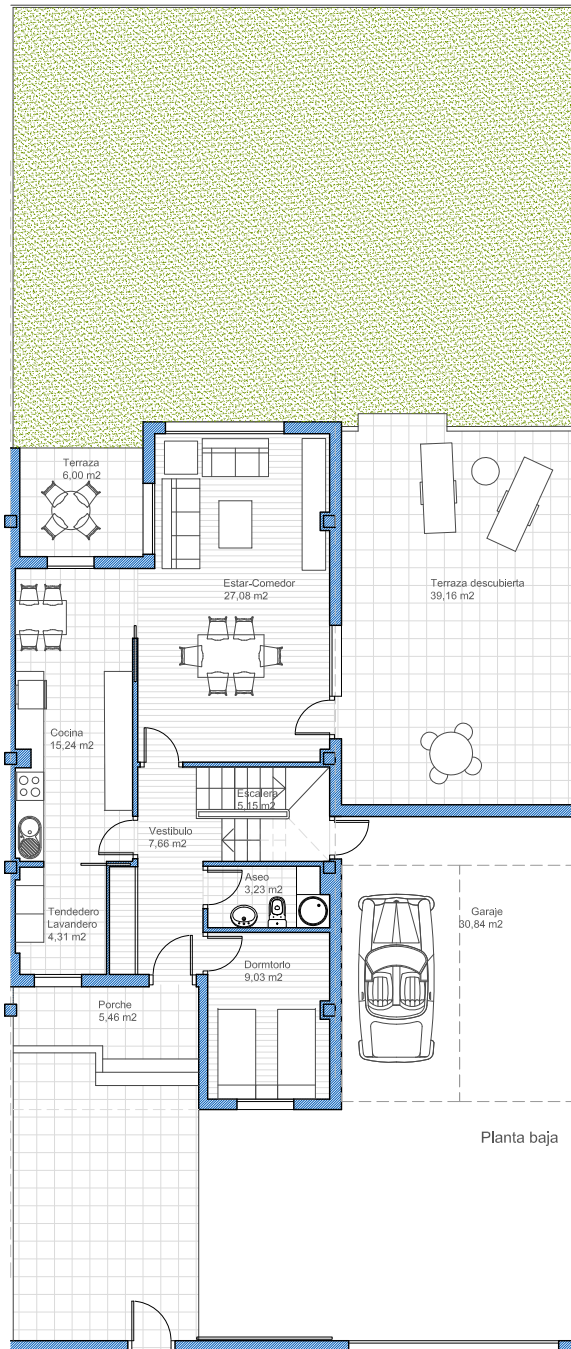 Terraza
6,00 m2
Estar-Comedor
27,08 m2
Terraza descubierta
39,16 m2
Cocina
15,24 m2
Escalera
5,15 m2
Vestibulo
7,66 m2
Aseo
3,23 m2
Tendedero
Lavandero
4,31 m2
Garaje
30,84 m2
Dormtorlo
9,03 m2
Porche
5,46 m2
Planta baja